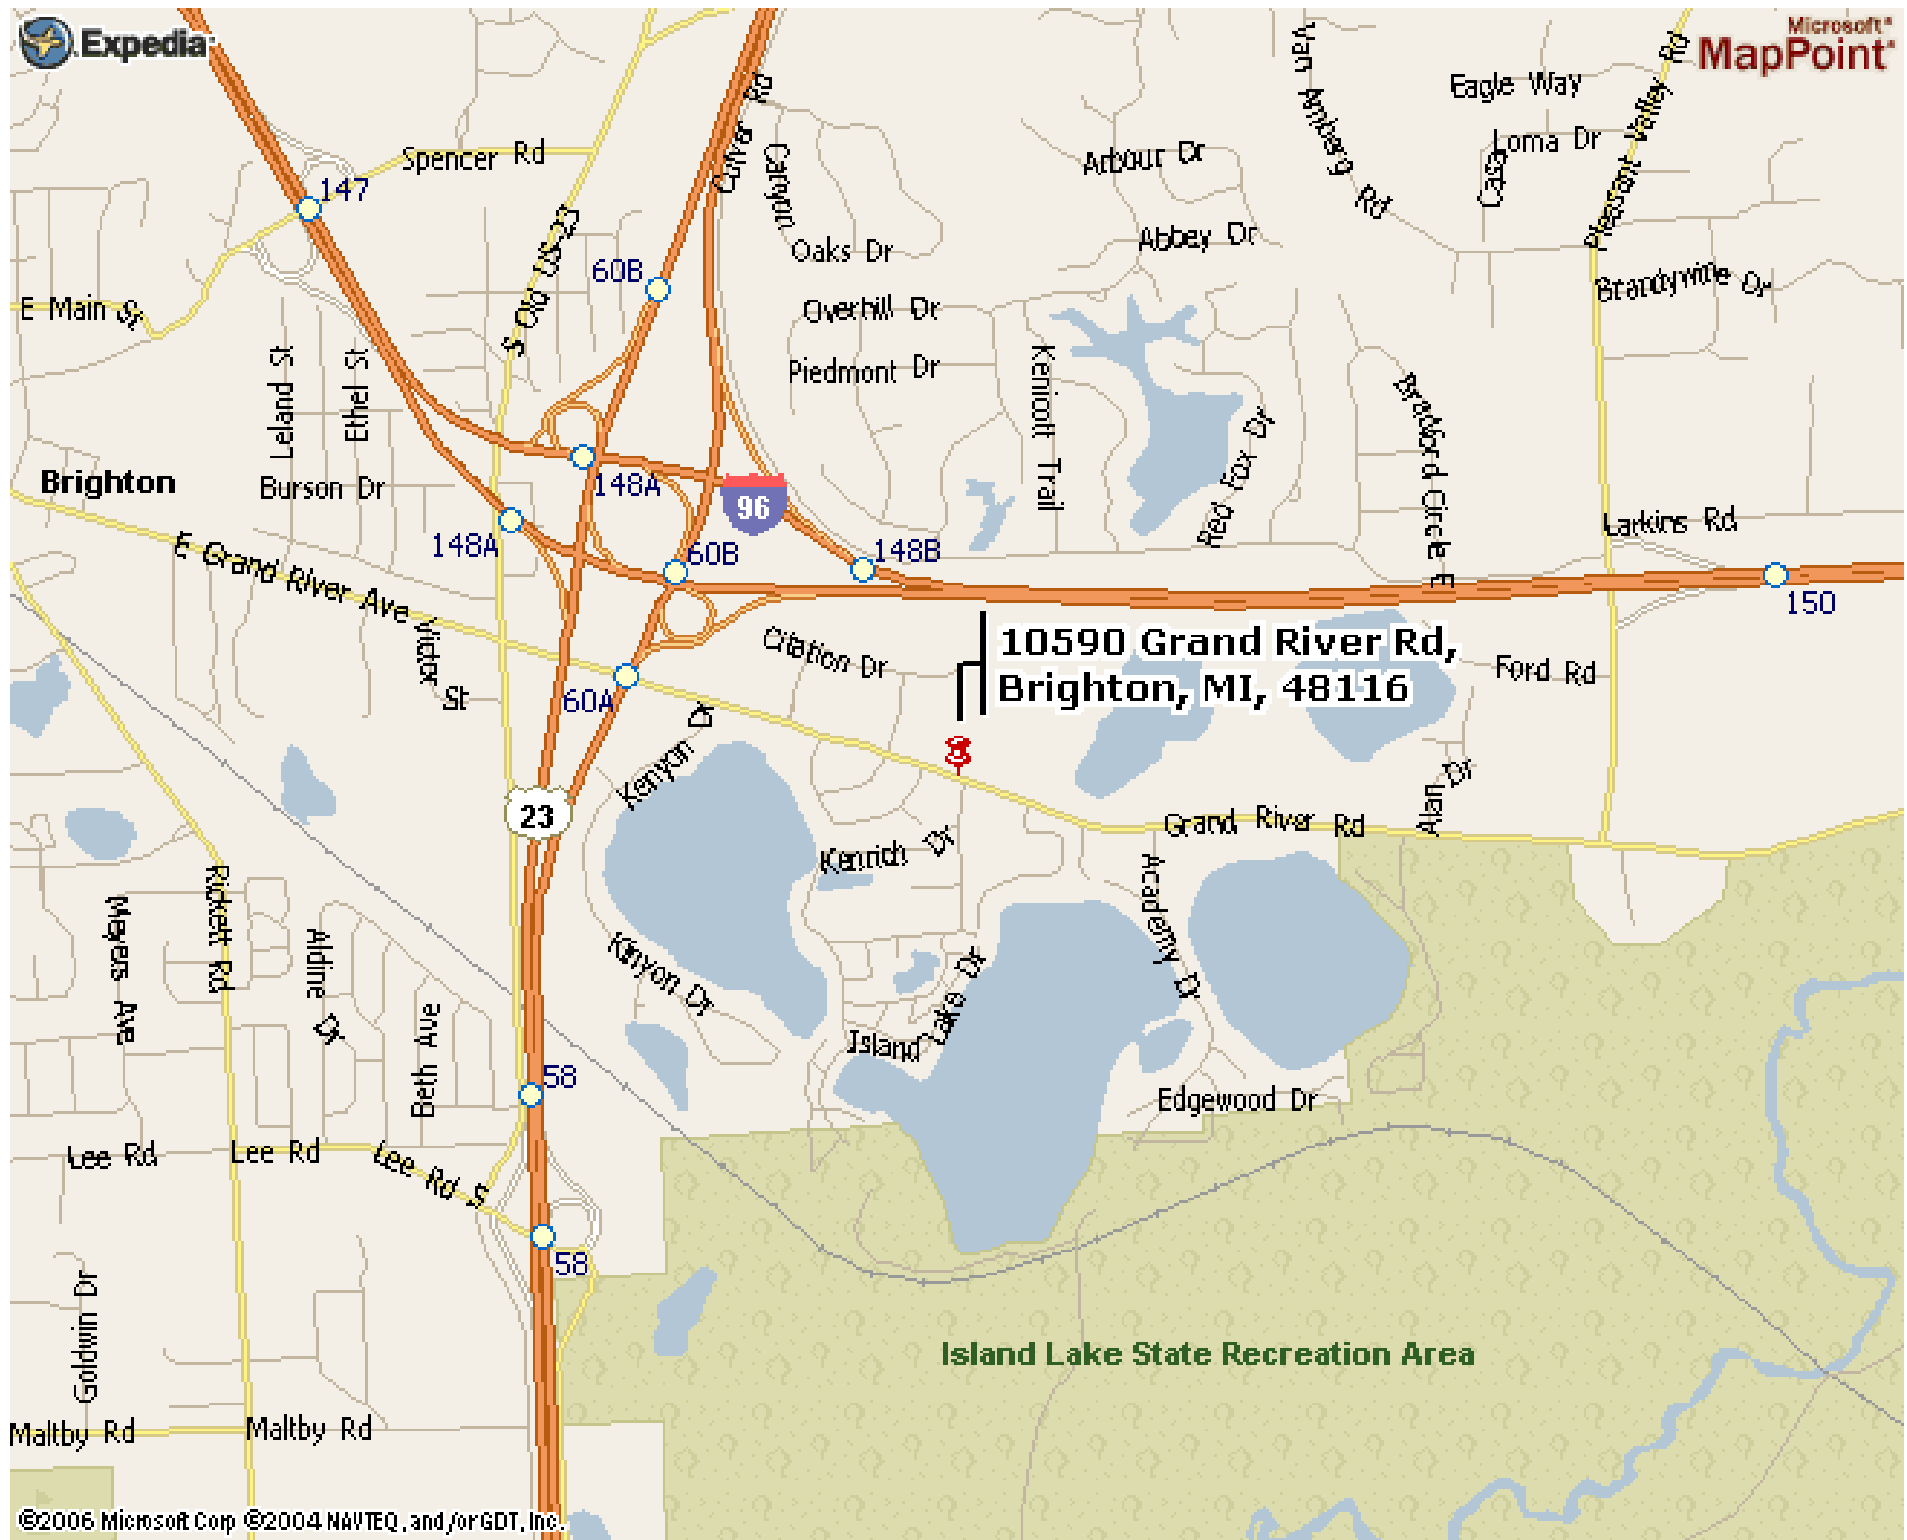 Expedia
Microsoft
MapPoint
Van Amberg Rd
Eagle Way
Pleasant Valley Rd
Casa Loma Dr
Spencer Rd
147
Culver Rd
Carlynn
Arbour Dr
S Old US-23
Oaks Dr
Abbey Dr
60B
Brandywine Dr
E Main St
Overhill Dr
Leland St
Ethel St
Piedmont Dr
Kenicott Trail
Red Fox Dr
Bradford Circle E
Brighton
Burson Dr
148A
96
Larkins Rd
148A
60B
148B
E Grand River Ave
150
Victor St
Citation Dr
10590 Grand River Rd,
Brighton, MI, 48116
Ford Rd
60A
Kenyon Dr
Alan Dr
23
Grand River Rd
Kenrich Dr
Academy Dr
Rickett Rd
Meyers Ave
Aldine Dr
Kinyon Dr
Island Lake Dr
Beth Ave
58
Edgewood Dr
Lee Rd
Lee Rd
Lee Rd S
58
Goldwin Dr
Island Lake State Recreation Area
Maltby Rd
Maltby Rd
©2006 Microsoft Corp ©2004 NAVTEQ, and/or GDT, Inc.